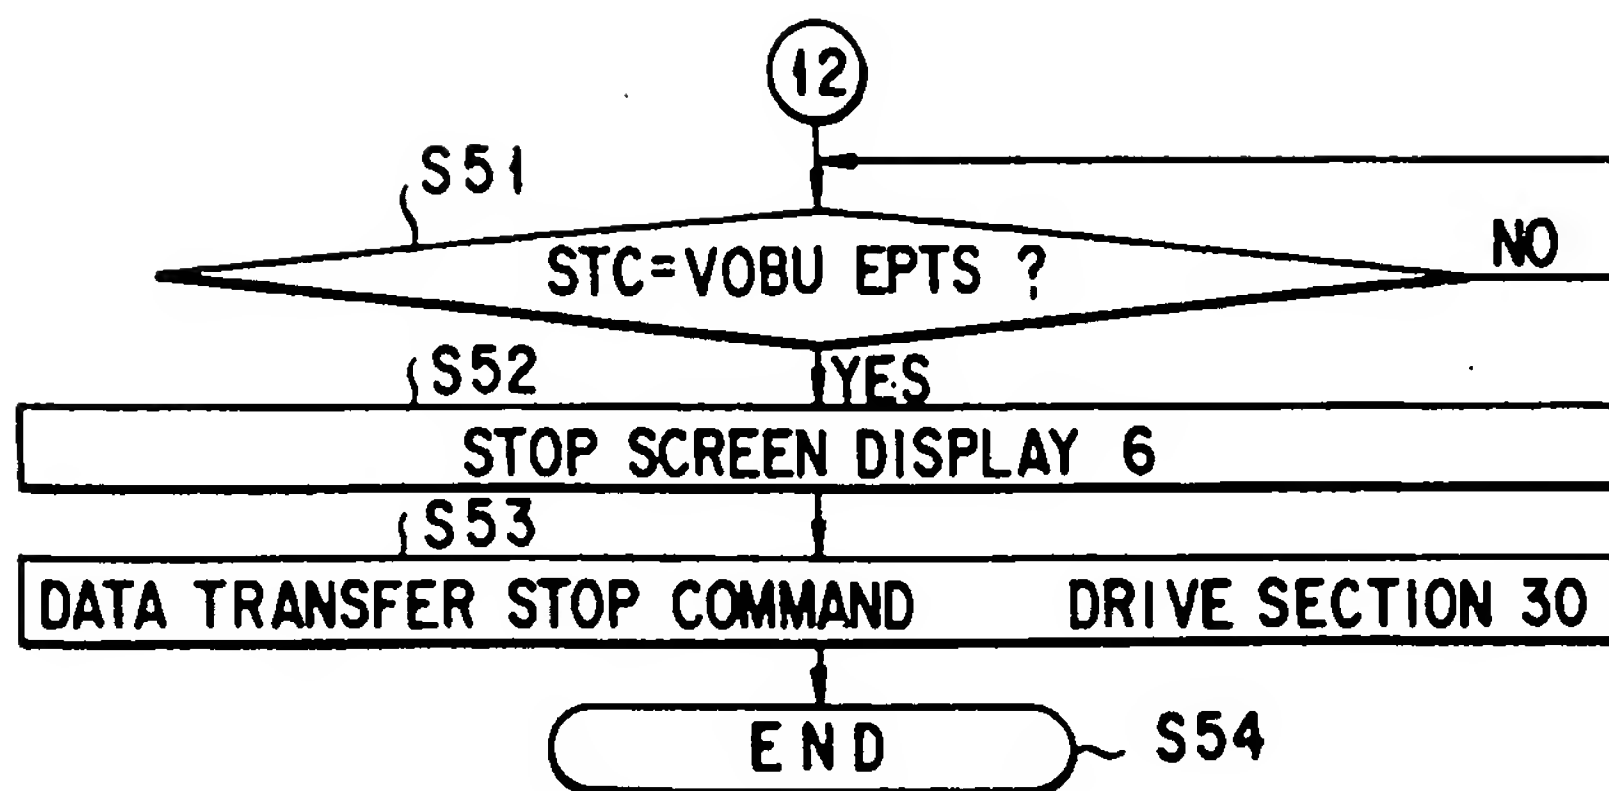 12
S51
STC=VOBU EPTS ?
NO
YES
S52
STOP SCREEN DISPLAY 6
S53
DATA TRANSFER STOP COMMAND DRIVE SECTION 30
END
S54